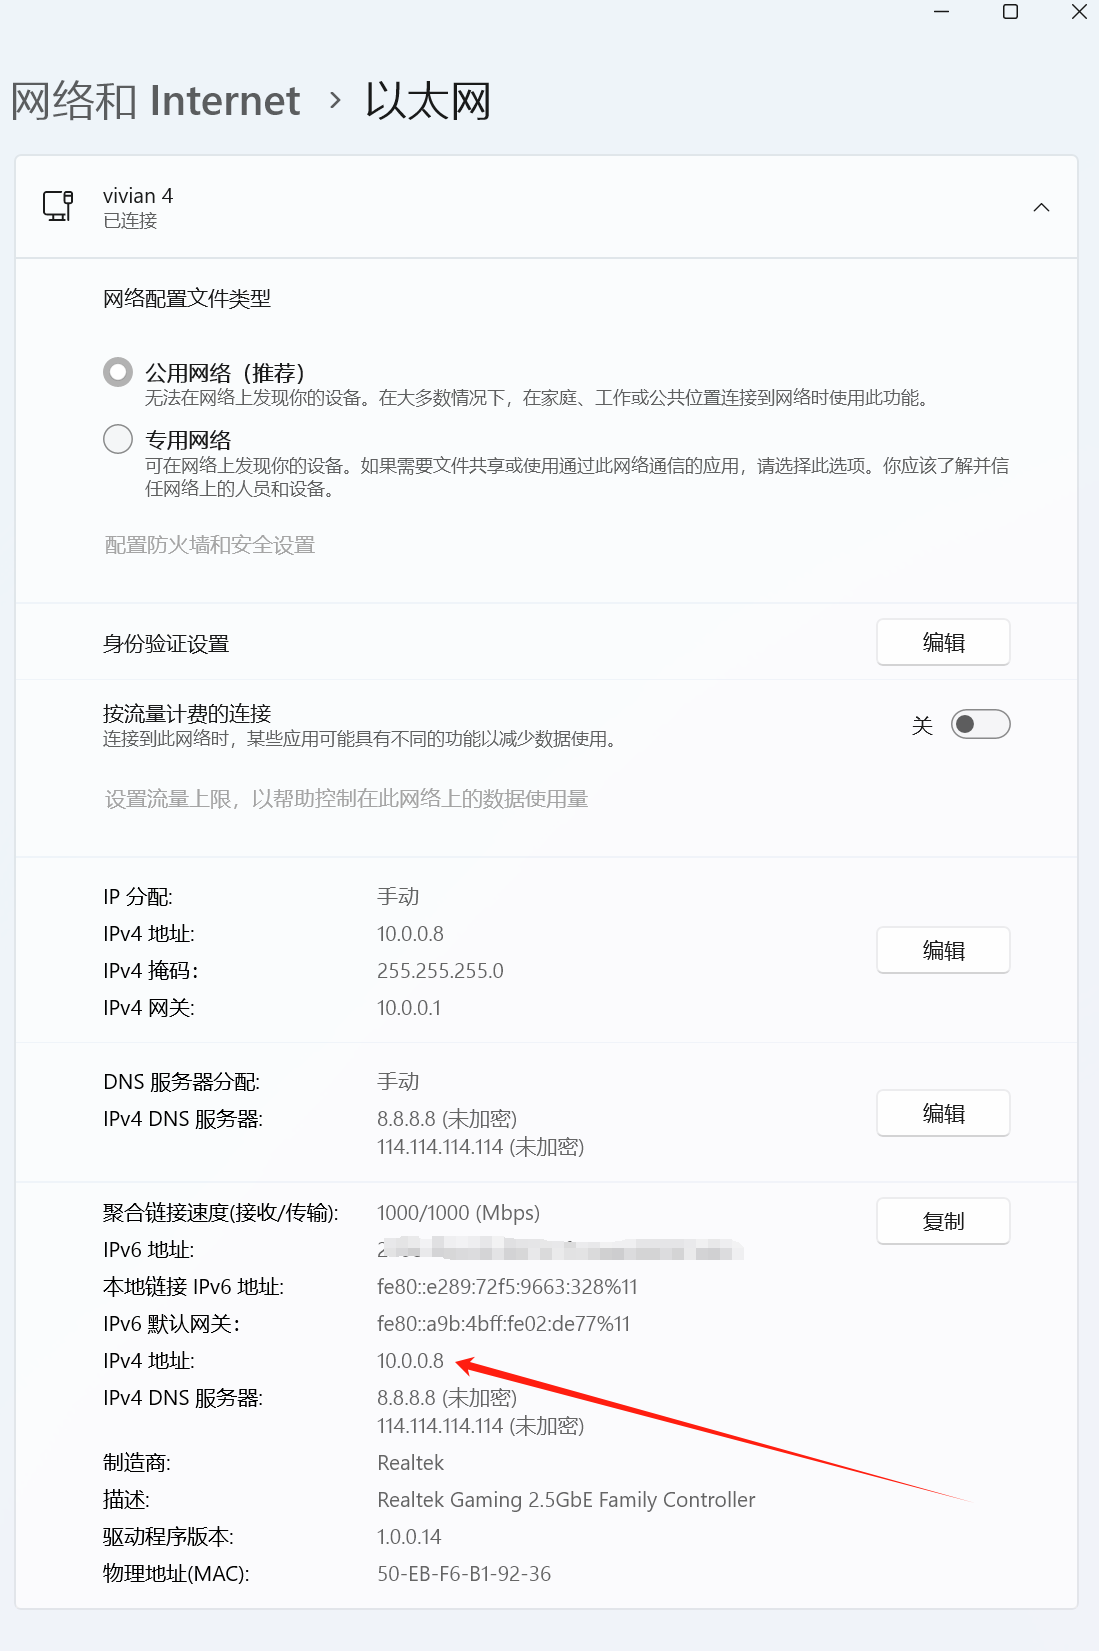 网络和 Internet › 以太网
vivian 4
已连接
网络配置文件类型
公用网络（推荐）
无法在网络上发现你的设备。在大多数情况下，在家庭、工作或公共位置连接到网络时使用此功能。
专用网络
可在网络上发现你的设备。如果需要文件共享或使用通过此网络通信的应用，请选择此选项。你应该了解并信
任网络上的人员和设备。
配置防火墙和安全设置
身份验证设置 编辑
按流量计费的连接
连接到此网络时，某些应用可能具有不同的功能以减少数据使用。
关
设置流量上限，以帮助控制在此网络上的数据使用量
IP 分配: 手动
IPv4 地址: 10.0.0.8
IPv4 掩码: 255.255.255.0
IPv4 网关: 10.0.0.1
编辑
DNS 服务器分配: 手动
IPv4 DNS 服务器: 8.8.8.8 (未加密)
114.114.114.114 (未加密)
编辑
聚合链接速度(接收/传输): 1000/1000 (Mbps)
复制
IPv6 地址:
本地链接 IPv6 地址: fe80::e289:72f5:9663:328%11
IPv6 默认网关: fe80::a9b:4bff:fe02:de77%11
IPv4 地址: 10.0.0.8
IPv4 DNS 服务器: 8.8.8.8 (未加密)
114.114.114.114 (未加密)
制造商: Realtek
描述: Realtek Gaming 2.5GbE Family Controller
驱动程序版本: 1.0.0.14
物理地址(MAC): 50-EB-F6-B1-92-36